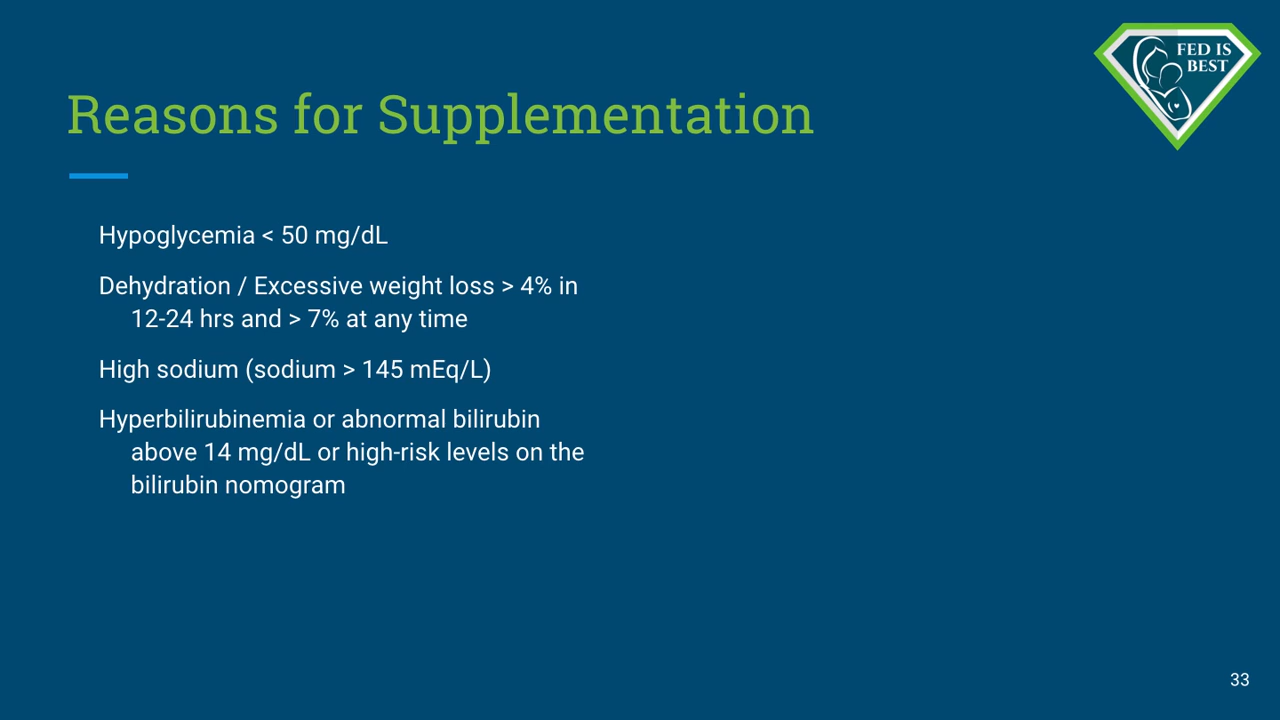 FED IS
BEST
Reasons for Supplementation
Hypoglycemia < 50 mg/dL
Dehydration / Excessive weight loss > 4% in
12-24 hrs and > 7% at any time
High sodium (sodium > 145 mEq/L)
Hyperbilirubinemia or abnormal bilirubin
above 14 mg/dL or high-risk levels on the
bilirubin nomogram
33